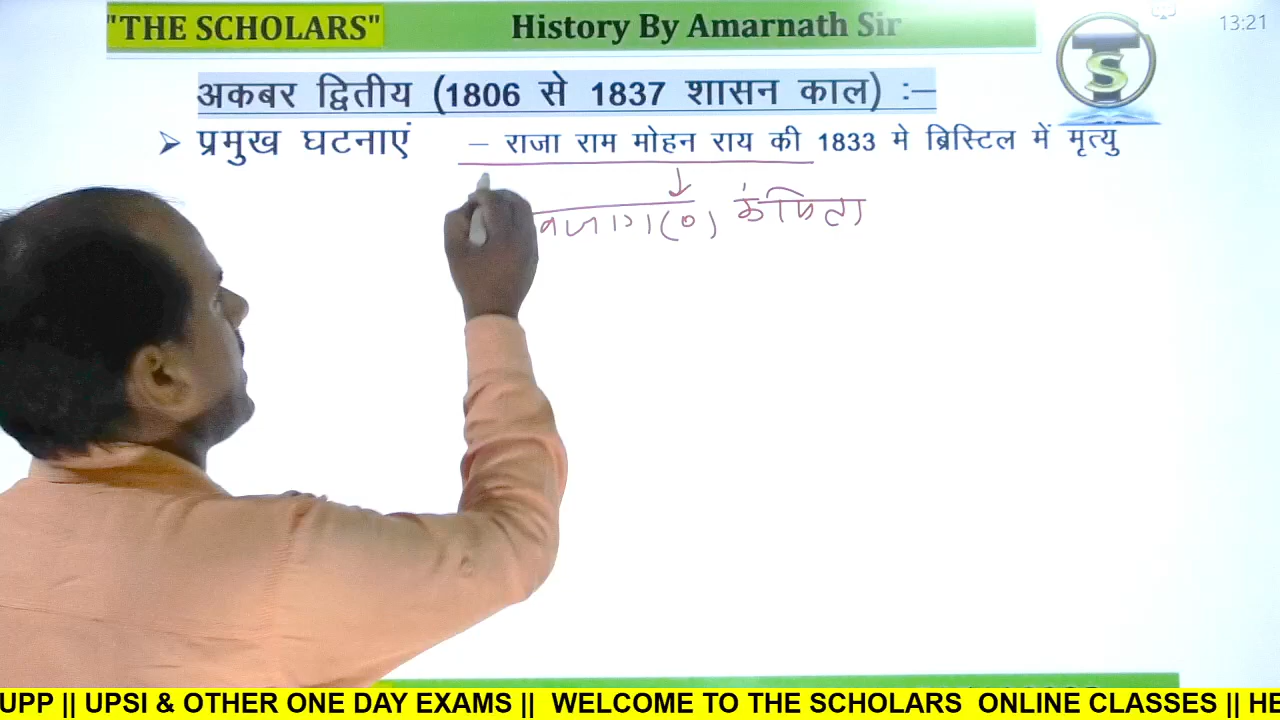 "THE SCHOLARS" History By Amarnath Sir
13:21
TS
अकबर द्वितीय (1806 से 1837 शासन काल) :–
➢ प्रमुख घटनाएं – राजा राम मोहन राय की 1833 मे ब्रिस्टिल में मृत्यु
UPP || UPSI & OTHER ONE DAY EXAMS || WELCOME TO THE SCHOLARS ONLINE CLASSES || HE